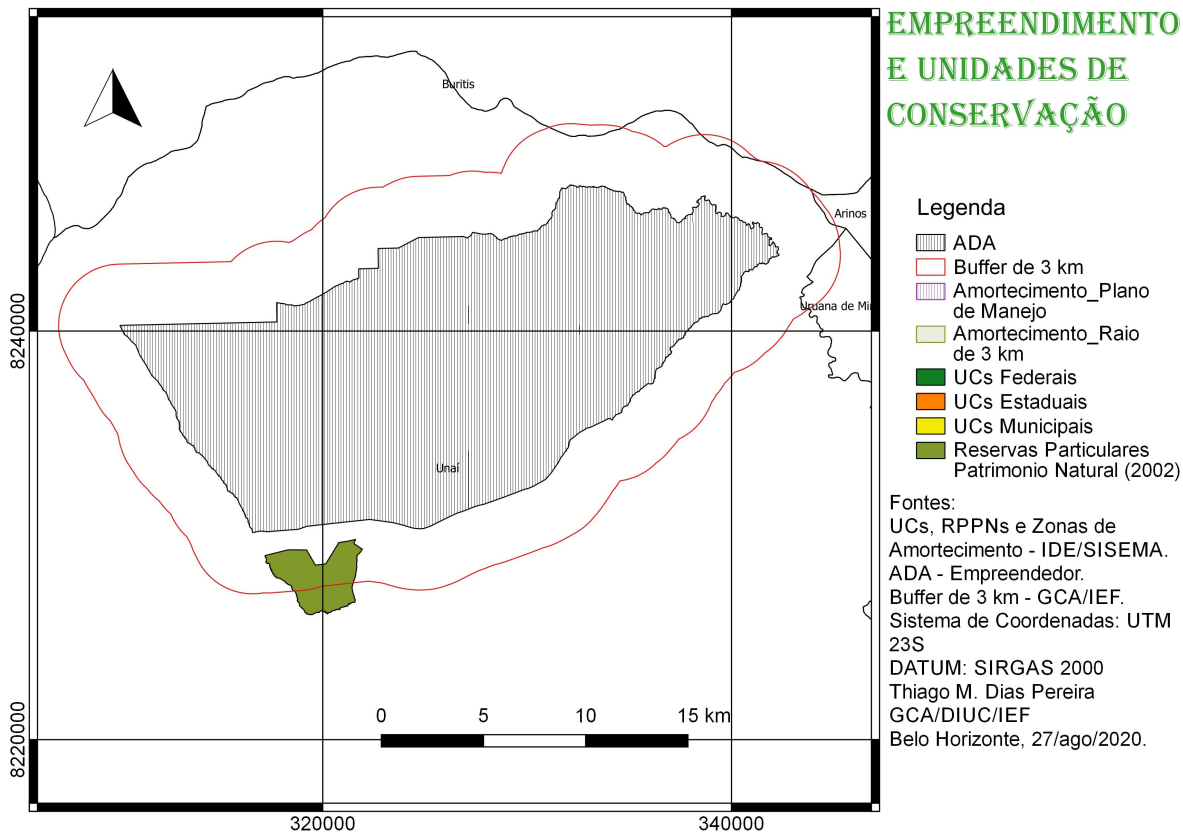 EMPREENDIMENTO
E UNIDADES DE
CONSERVAÇÃO
Buritis
Arinos
Uruana de Mi
Unaí
8240000
8220000
320000
340000
0 5 10 15 km
Legenda
ADA
Buffer de 3 km
Amortecimento_Plano
de Manejo
Amortecimento_Raio
de 3 km
UCs Federais
UCs Estaduais
UCs Municipais
Reservas Particulares
Patrimonio Natural (2002)
Fontes:
UCs, RPPNs e Zonas de
Amortecimento - IDE/SISEMA.
ADA - Empreendedor.
Buffer de 3 km - GCA/IEF.
Sistema de Coordenadas: UTM
23S
DATUM: SIRGAS 2000
Thiago M. Dias Pereira
GCA/DIUC/IEF
Belo Horizonte, 27/ago/2020.